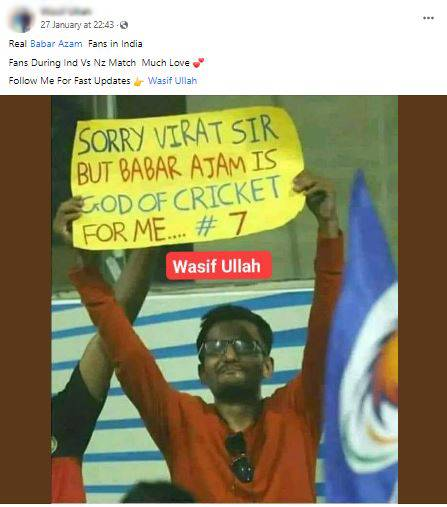 27 January at 22:43
Real Babar Azam Fans in India
Fans During Ind Vs Nz Match Much Love 💕
Follow Me For Fast Updates 👉 Wasif Ullah
SORRY VIRAT SIR
BUT BABAR AJAM IS
GOD OF CRICKET
FOR ME.... # 7
Wasif Ullah